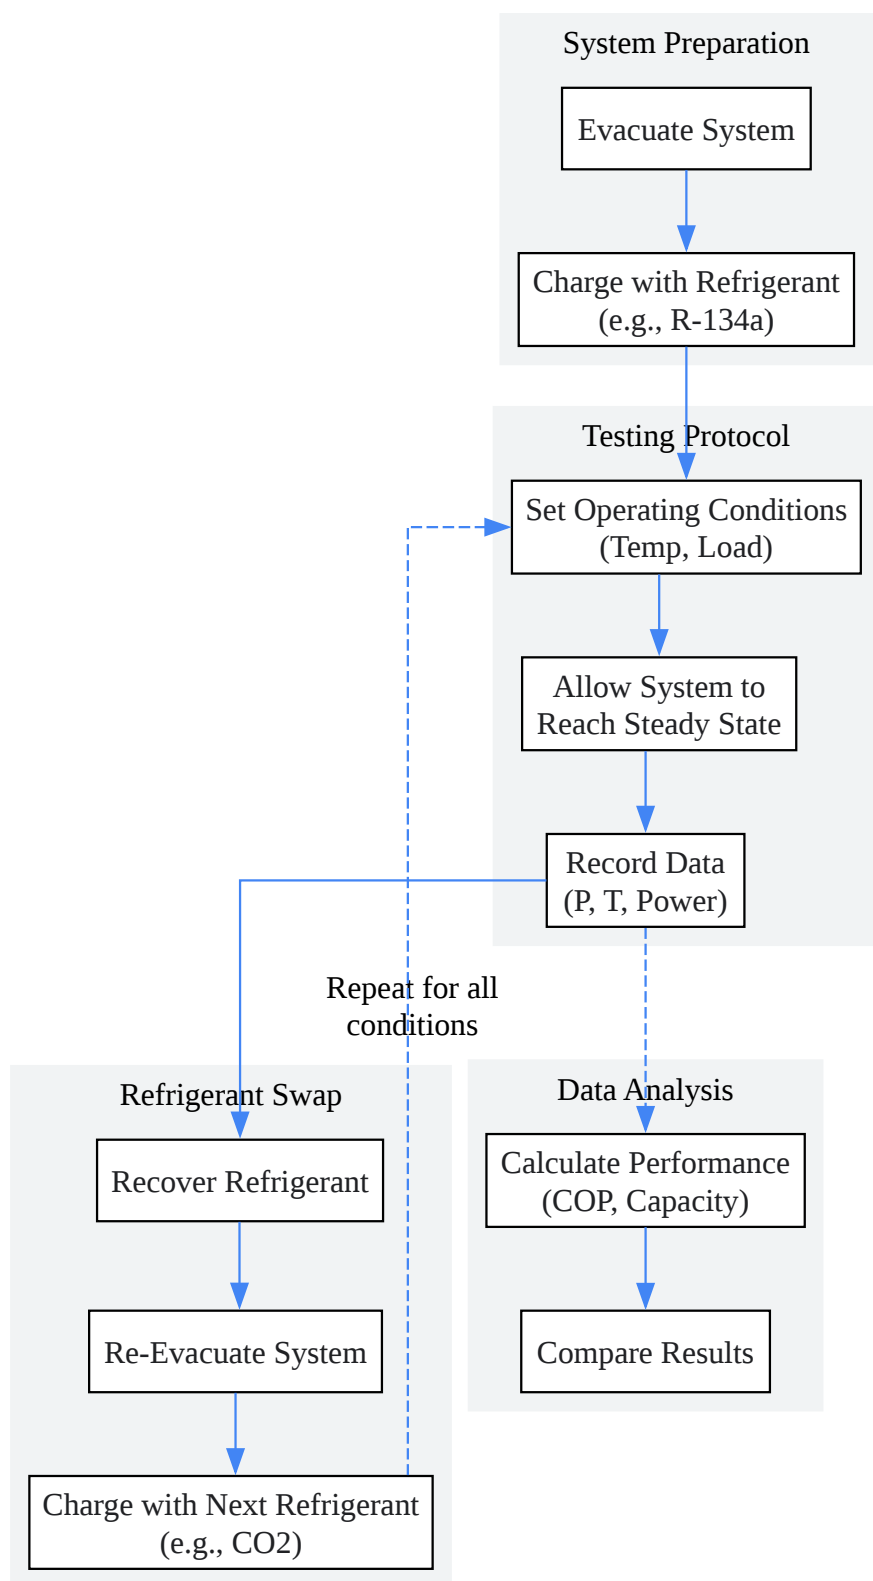 System Preparation
Evacuate System
Charge with Refrigerant
(e.g., R-134a)
Testing Protocol
Set Operating Conditions
(Temp, Load)
Allow System to
Reach Steady State
Record Data
(P, T, Power)
Repeat for all
conditions
Refrigerant Swap
Recover Refrigerant
Re-Evacuate System
Charge with Next Refrigerant
(e.g., CO2)
Data Analysis
Calculate Performance
(COP, Capacity)
Compare Results